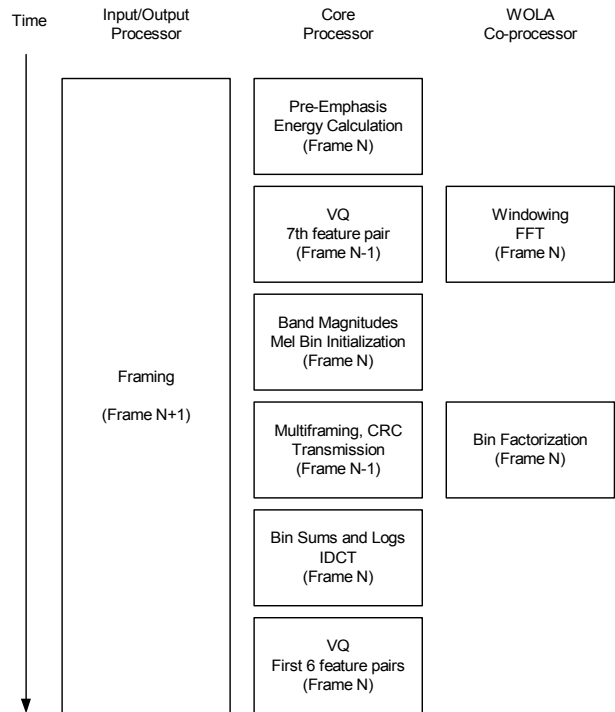 Time
Input/Output
Processor
Core
Processor
WOLA
Co-processor
Pre-Emphasis
Energy Calculation
(Frame N)
VQ
7th feature pair
(Frame N-1)
Windowing
FFT
(Frame N)
Band Magnitudes
Mel Bin Initialization
(Frame N)
Framing
(Frame N+1)
Multiframing, CRC
Transmission
(Frame N-1)
Bin Factorization
(Frame N)
Bin Sums and Logs
IDCT
(Frame N)
VQ
First 6 feature pairs
(Frame N)